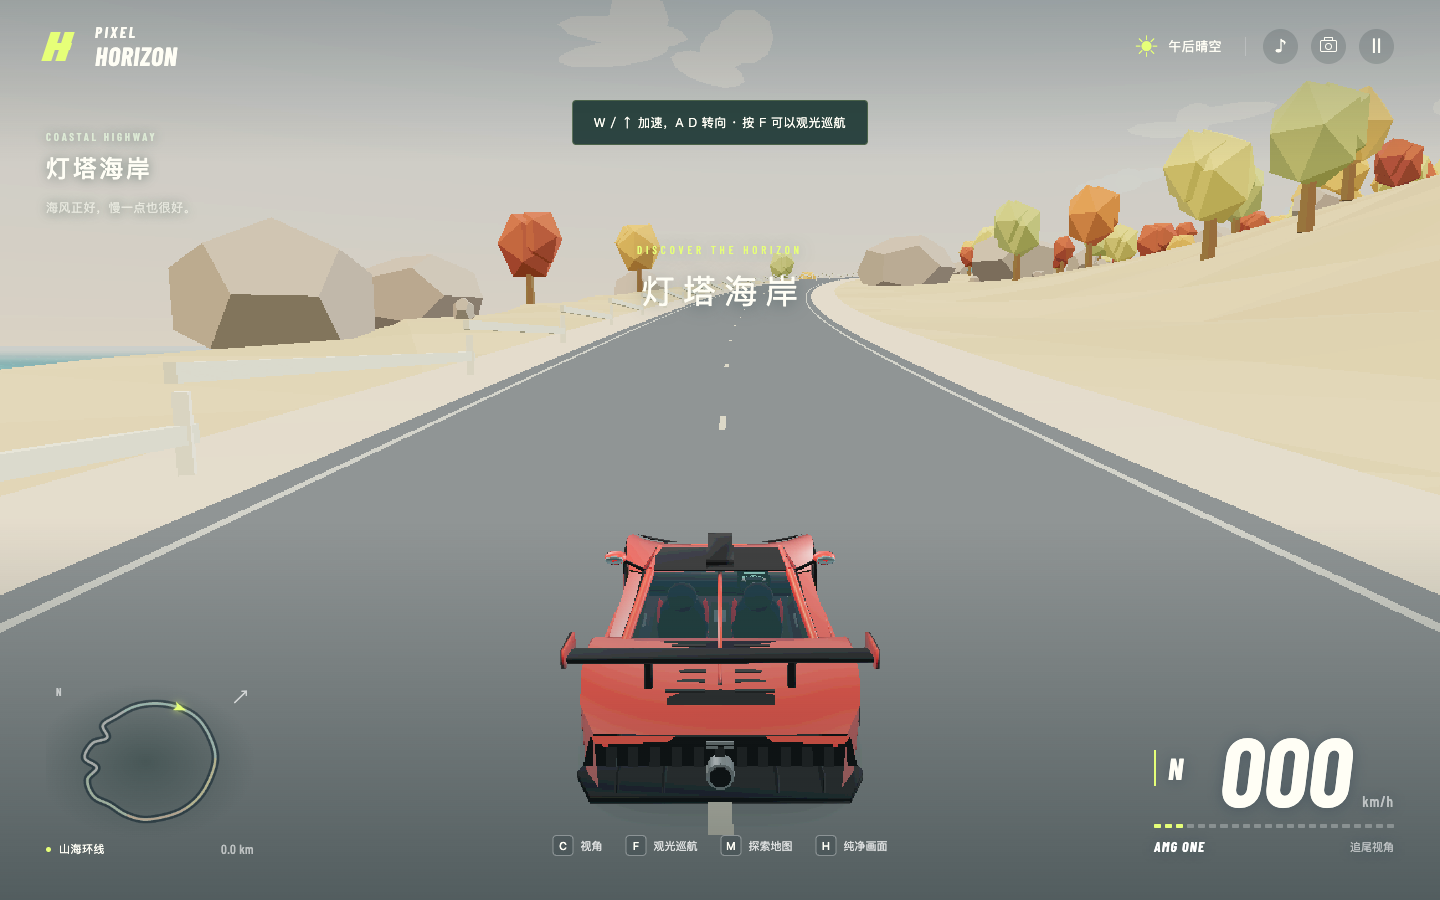 PIXEL
HORIZON
午后晴空
W / ↑ 加速，A D 转向 · 按 F 可以观光巡航
COASTAL HIGHWAY
灯塔海岸
海风正好，慢一点也很好。
DISCOVER THE HORIZON
灯塔海岸
N
山海环线
0.0 km
C 视角
F 观光巡航
M 探索地图
H 纯净画面
N
000
km/h
AMG ONE
追尾视角